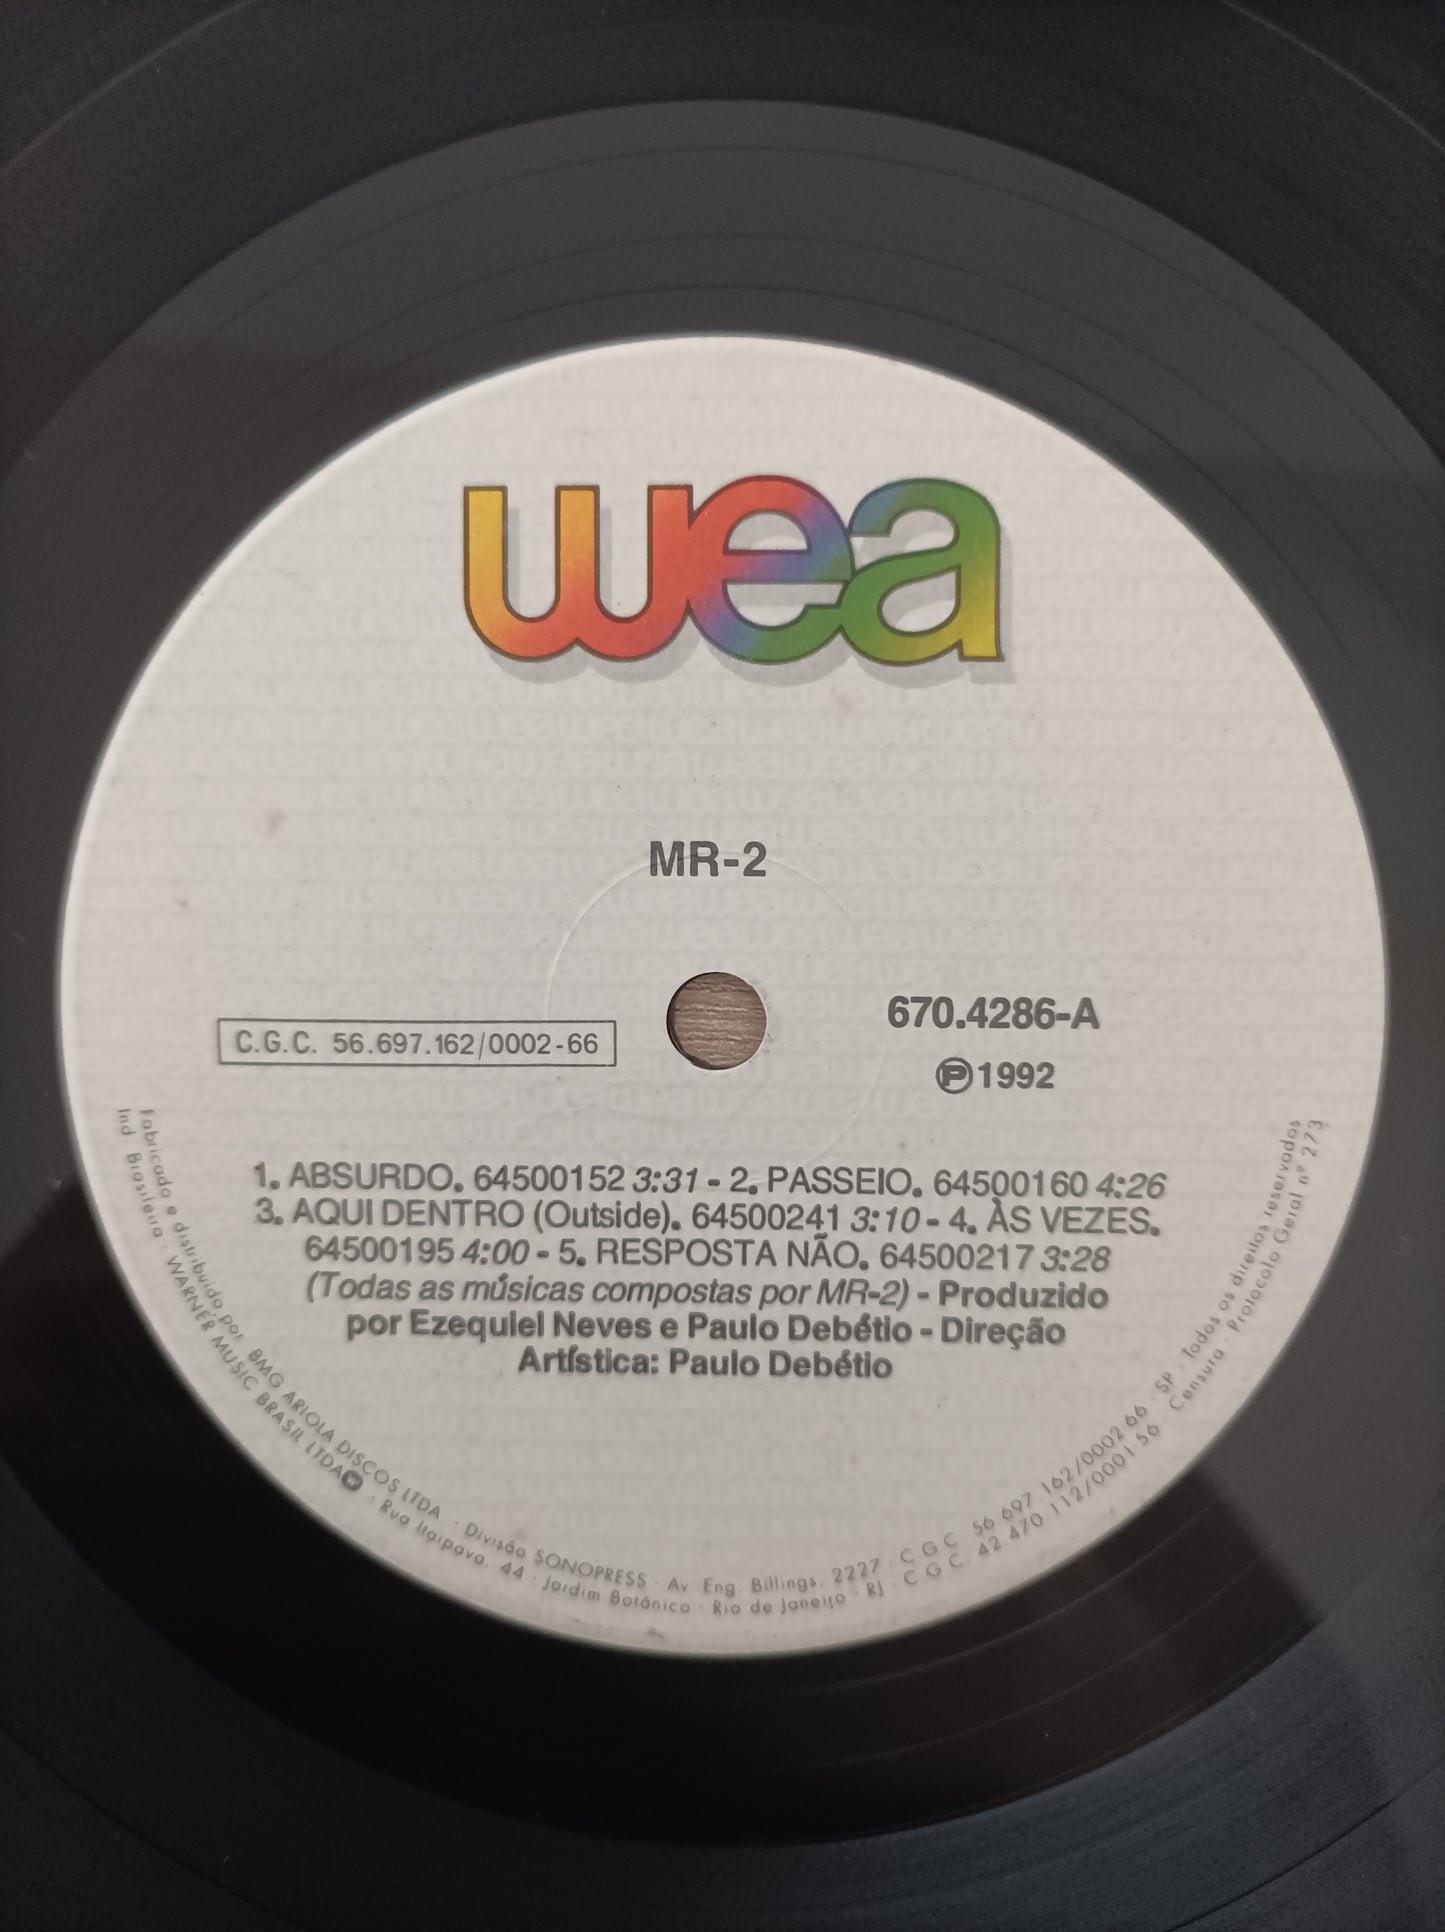 wea
MR-2
670.4286-A
C.G.C. 56.697.162/0002-66
℗1992
1. ABSURDO. 64500152 3:31 - 2. PASSEIO. 64500160 4:26
3. AQUI DENTRO (Outside). 64500241 3:10 - 4. ÀS VEZES.
64500195 4:00 - 5. RESPOSTA NÃO. 64500217 3:28
(Todas as músicas compostas por MR-2) - Produzido
por Ezequiel Neves e Paulo Debétio - Direção
Artística: Paulo Debétio
Fabricado e distribuído por BMG ARIOLA DISCOS LTDA · Divisão SONOPRESS · Av Eng. Billings, 2227 · C G C 56 697 162/0002-66 · SP · Todos os direitos reservados
Ind Brasileira · WARNER MUSIC BRASIL LTDA · Rua Itaipava, 44 · Jardim Botânico · Rio de Janeiro · RJ · C G C 42 470 112/0001 56 · Censura · Protocolo Geral nº 273